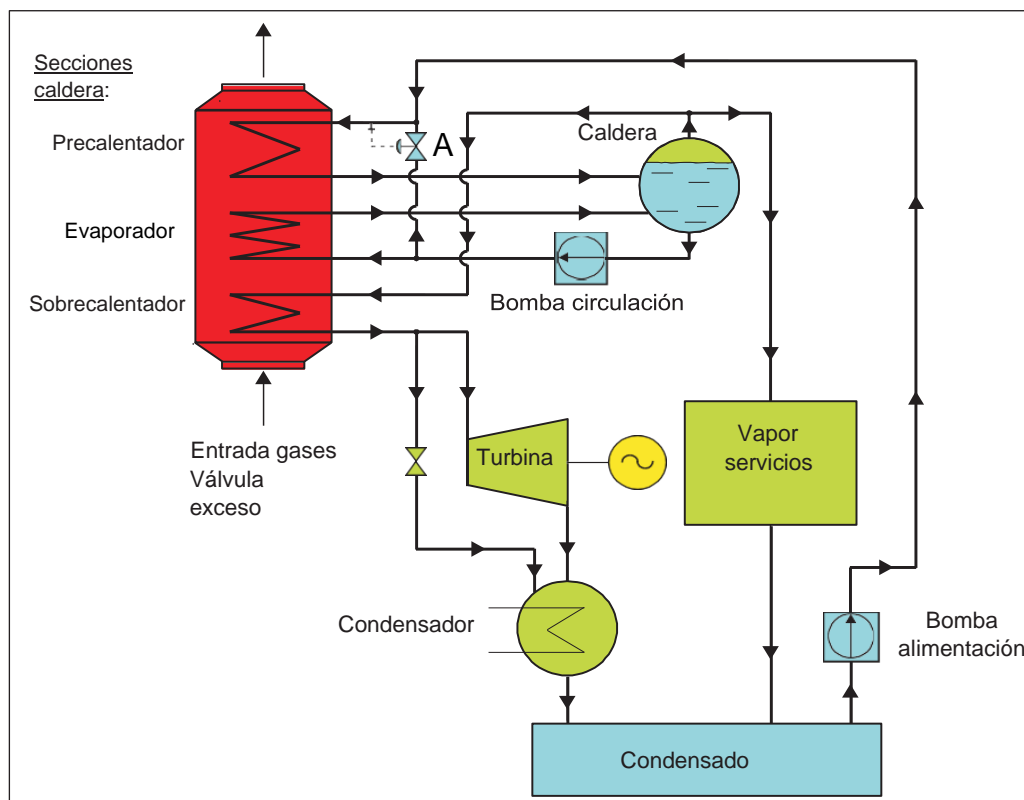 Secciones
caldera:
Precalentador
A
Caldera
Evaporador
Sobrecalentador
Bomba circulación
Entrada gases
Válvula
exceso
Turbina
Vapor
servicios
Condensador
Bomba
alimentación
Condensado